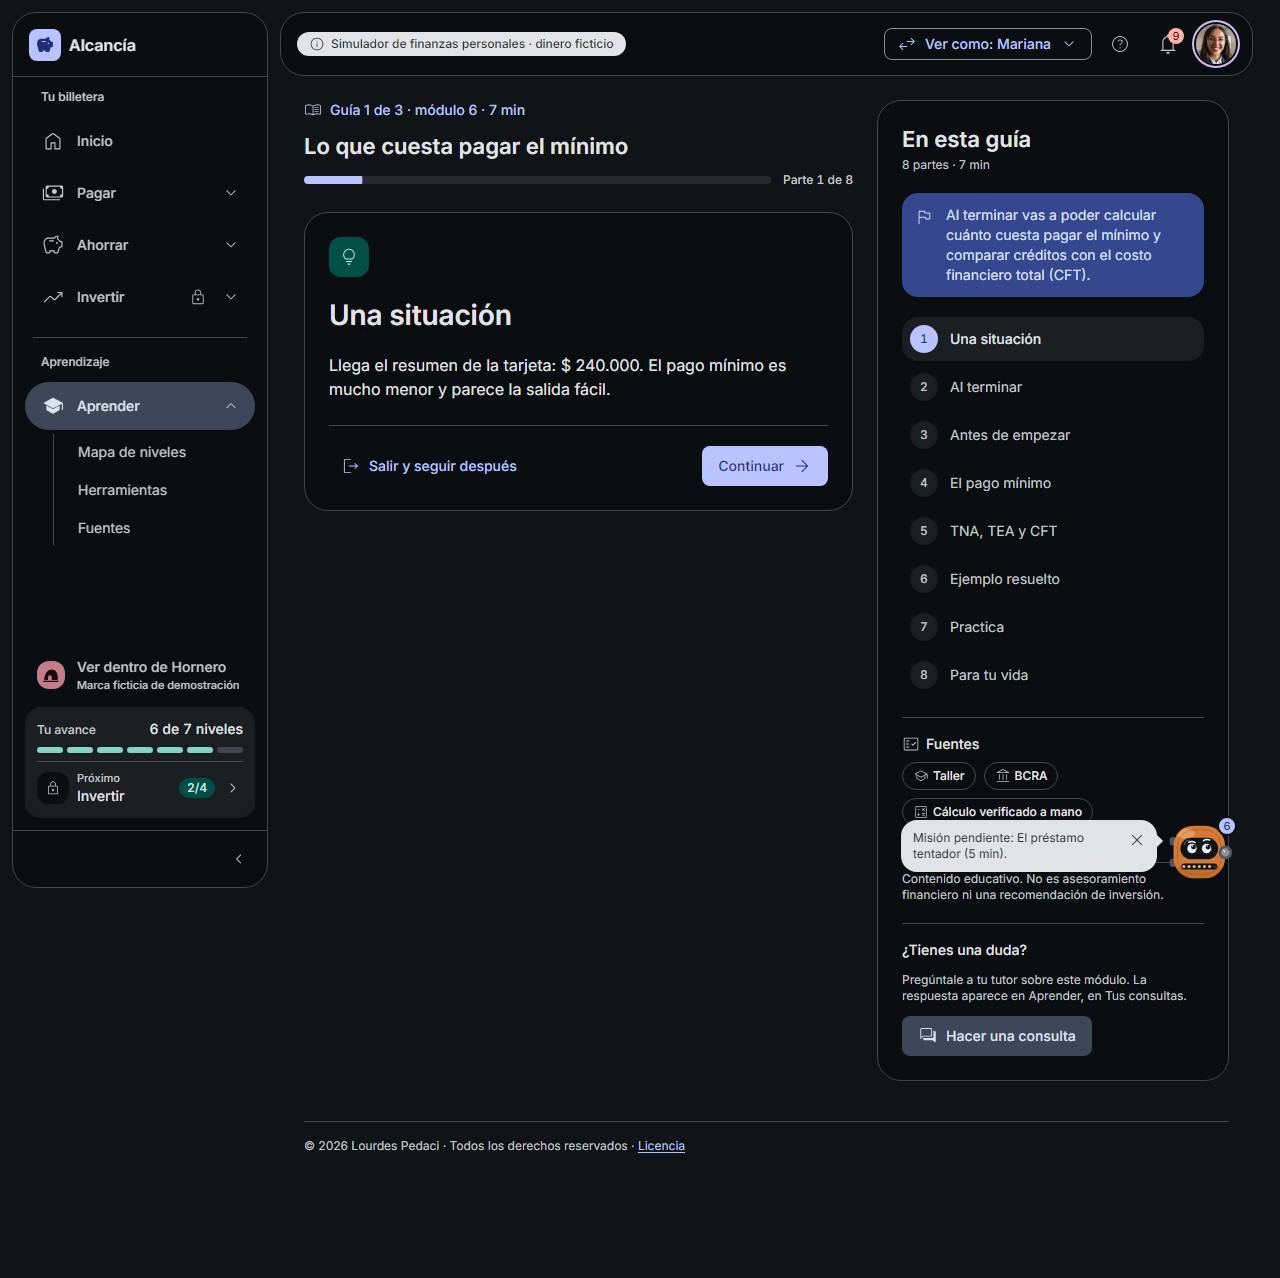 Alcancía
Tu billetera
Inicio
Pagar
Ahorrar
Invertir
Aprendizaje
Aprender
Mapa de niveles
Herramientas
Fuentes
Ver dentro de Hornero
Marca ficticia de demostración
Tu avance 6 de 7 niveles
Próximo
Invertir
2/4
Simulador de finanzas personales · dinero ficticio
Ver como: Mariana
9
Guía 1 de 3 · módulo 6 · 7 min
Lo que cuesta pagar el mínimo
Parte 1 de 8
Una situación
Llega el resumen de la tarjeta: $ 240.000. El pago mínimo es
mucho menor y parece la salida fácil.
Salir y seguir después
Continuar
En esta guía
8 partes · 7 min
Al terminar vas a poder calcular
cuánto cuesta pagar el mínimo y
comparar créditos con el costo
financiero total (CFT).
1 Una situación
2 Al terminar
3 Antes de empezar
4 El pago mínimo
5 TNA, TEA y CFT
6 Ejemplo resuelto
7 Practica
8 Para tu vida
Fuentes
Taller
BCRA
Cálculo verificado a mano
Misión pendiente: El préstamo
tentador (5 min).
6
Contenido educativo. No es asesoramiento
financiero ni una recomendación de inversión.
¿Tienes una duda?
Pregúntale a tu tutor sobre este módulo. La
respuesta aparece en Aprender, en Tus consultas.
Hacer una consulta
© 2026 Lourdes Pedaci · Todos los derechos reservados · Licencia